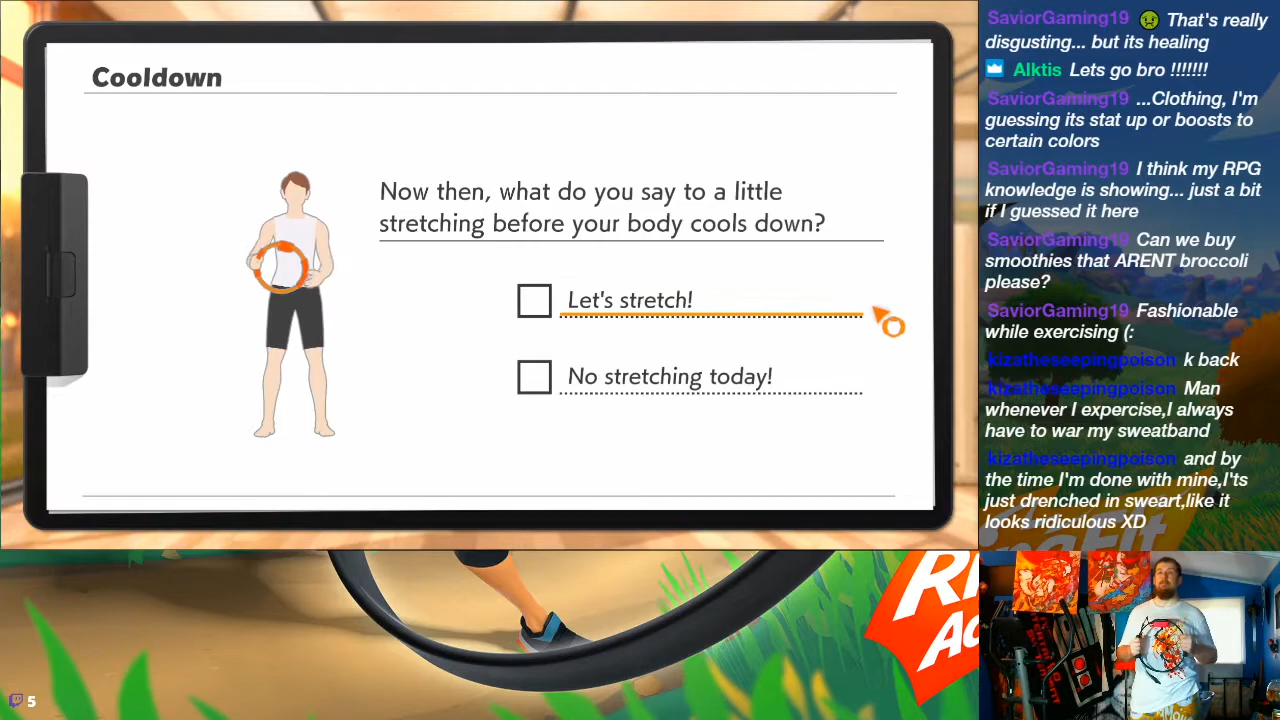 Cooldown
Now then, what do you say to a little
stretching before your body cools down?
Let's stretch!
No stretching today!
SaviorGaming19 That's really
disgusting... but its healing
Alktis Lets go bro !!!!!!!
SaviorGaming19 ...Clothing, I'm
guessing its stat up or boosts to
certain colors
SaviorGaming19 I think my RPG
knowledge is showing... just a bit
if I guessed it here
SaviorGaming19 Can we buy
smoothies that ARENT broccoli
please?
SaviorGaming19 Fashionable
while exercising (:
kizatheseepingpoison k back
kizatheseepingpoison Man
whenever I expercise,I always
have to war my sweatband
kizatheseepingpoison and by
the time I'm done with mine,I'ts
just drenched in sweart,like it
looks ridiculous XD
5